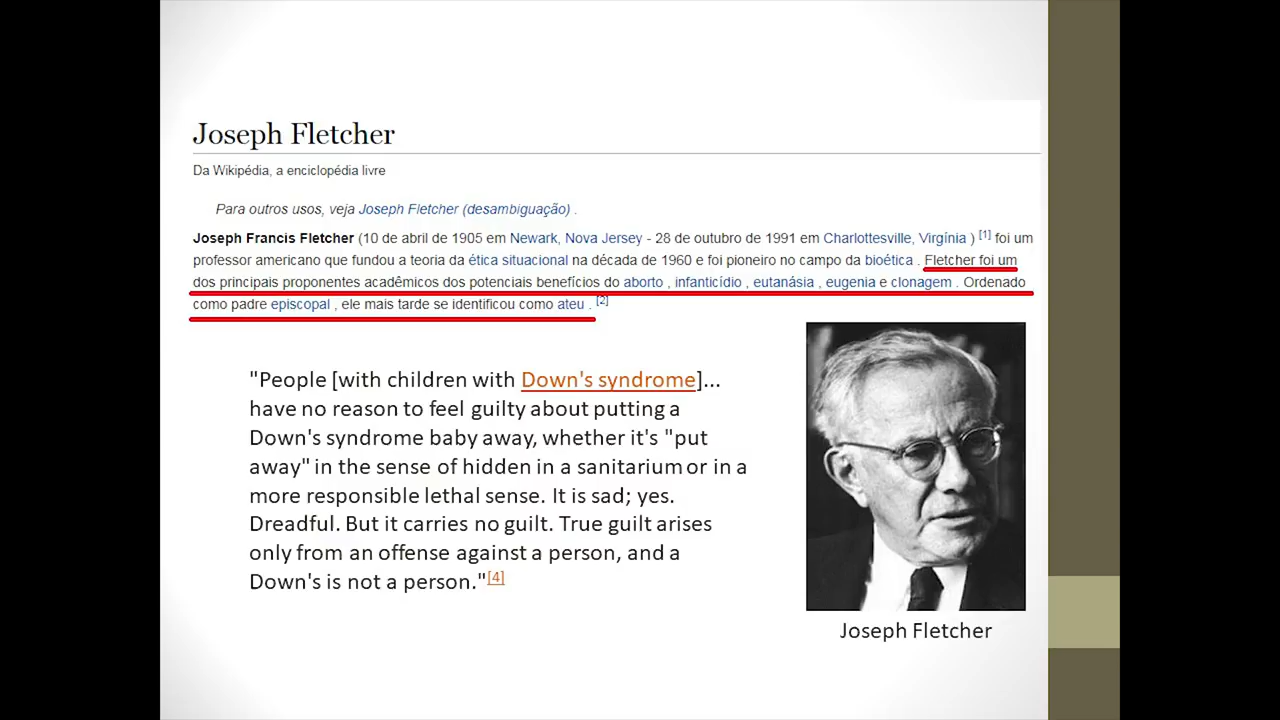 Joseph Fletcher
Da Wikipédia, a enciclopédia livre
Para outros usos, veja Joseph Fletcher (desambiguação) .
Joseph Francis Fletcher (10 de abril de 1905 em Newark, Nova Jersey - 28 de outubro de 1991 em Charlottesville, Virgínia ) [1] foi um
professor americano que fundou a teoria da ética situacional na década de 1960 e foi pioneiro no campo da bioética . Fletcher foi um
dos principais proponentes acadêmicos dos potenciais benefícios do aborto , infanticídio , eutanásia , eugenia e clonagem . Ordenado
como padre episcopal , ele mais tarde se identificou como ateu . [2]
"People [with children with Down's syndrome]...
have no reason to feel guilty about putting a
Down's syndrome baby away, whether it's "put
away" in the sense of hidden in a sanitarium or in a
more responsible lethal sense. It is sad; yes.
Dreadful. But it carries no guilt. True guilt arises
only from an offense against a person, and a
Down's is not a person."[4]
Joseph Fletcher